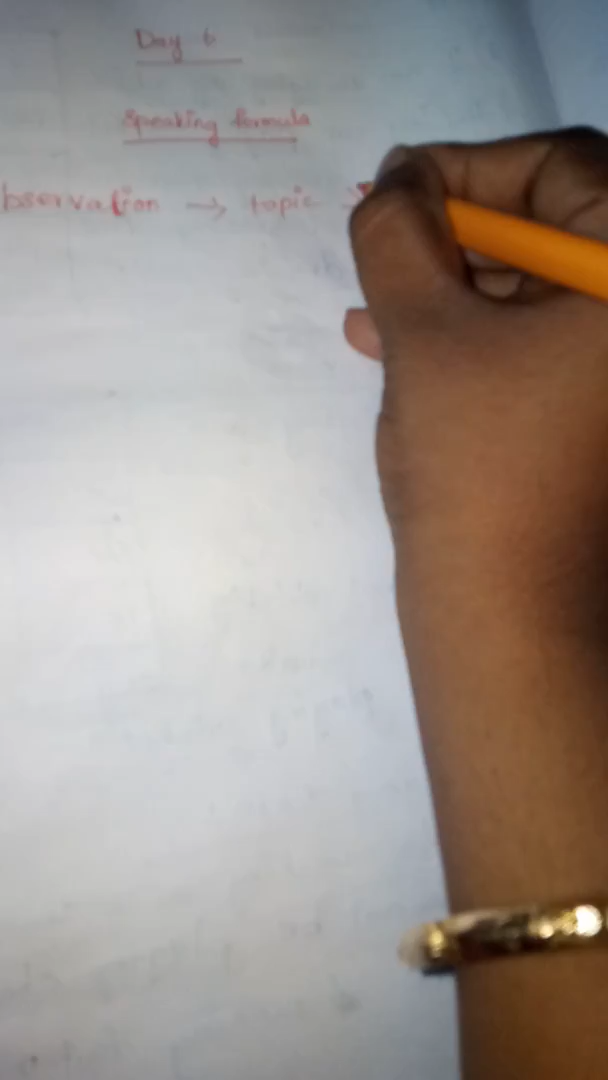 Day 6
Speaking formula
bservation → topic →